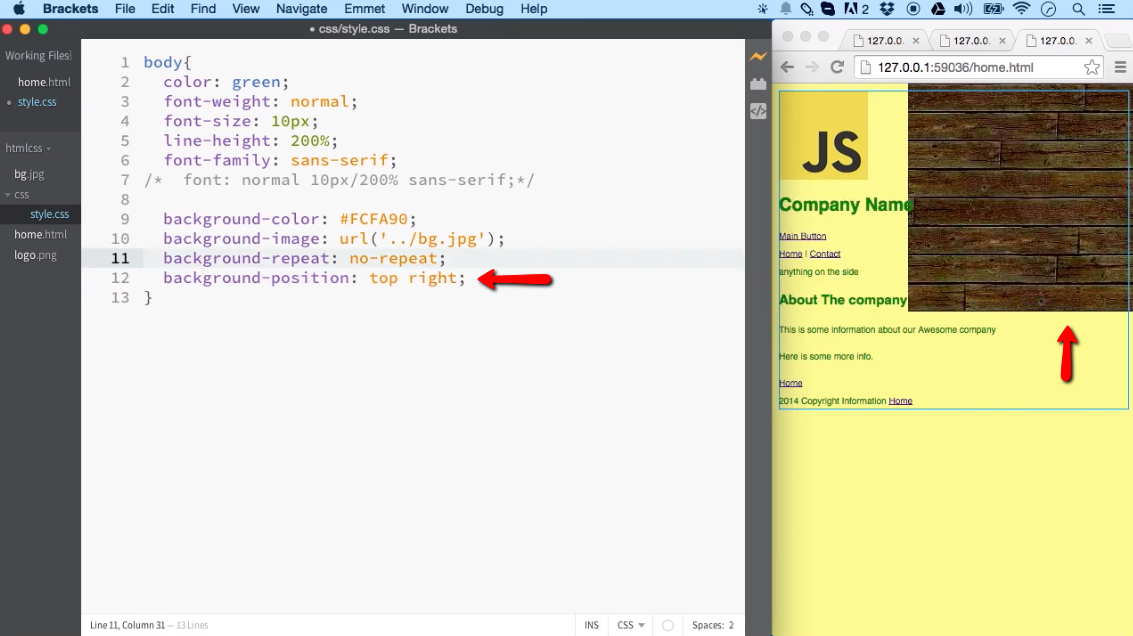 Brackets File Edit Find View Navigate Emmet Window Debug Help
2
css/style.css — Brackets
Working Files
home.html
style.css
htmlcss
bg.jpg
css
style.css
home.html
logo.png
1 body{
2 color: green;
3 font-weight: normal;
4 font-size: 10px;
5 line-height: 200%;
6 font-family: sans-serif;
7 /* font: normal 10px/200% sans-serif;*/
8
9 background-color: #FCFA90;
10 background-image: url('../bg.jpg');
11 background-repeat: no-repeat;
12 background-position: top right;
13 }
Line 11, Column 31 — 13 Lines
INS CSS Spaces: 2
127.0.0. 127.0.0. 127.0.0.
127.0.0.1:59036/home.html
JS
Company Name
Main Button
Home | Contact
anything on the side
About The company
This is some information about our Awesome company
Here is some more info.
Home
2014 Copyright Information Home